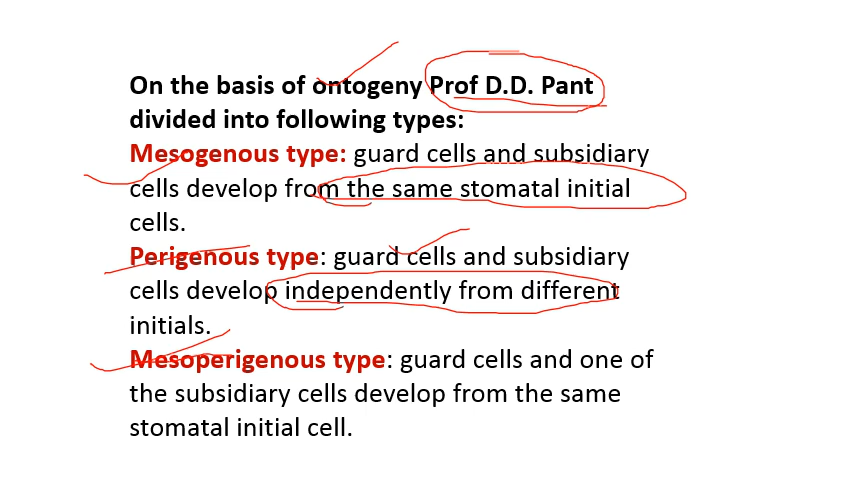 On the basis of ontogeny Prof D.D. Pant
divided into following types:
Mesogenous type: guard cells and subsidiary
cells develop from the same stomatal initial
cells.
Perigenous type: guard cells and subsidiary
cells develop independently from different
initials.
Mesoperigenous type: guard cells and one of
the subsidiary cells develop from the same
stomatal initial cell.